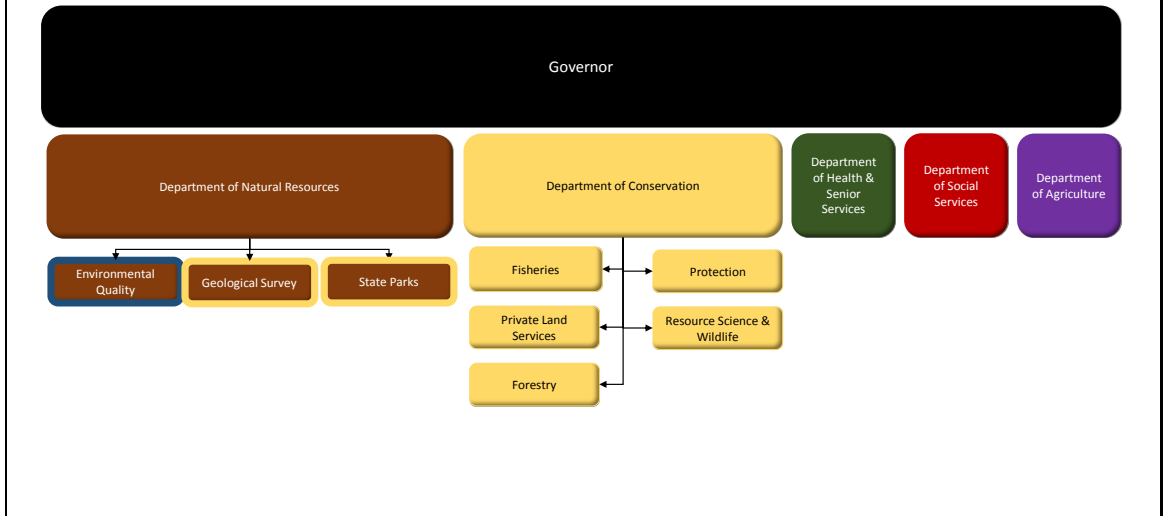 Governor
Department of Natural Resources
Department of Conservation
Department
of Health &
Senior
Services
Department
of Social
Services
Department
of Agriculture
Environmental
Quality
Geological Survey
State Parks
Fisheries
Protection
Private Land
Services
Resource Science &
Wildlife
Forestry